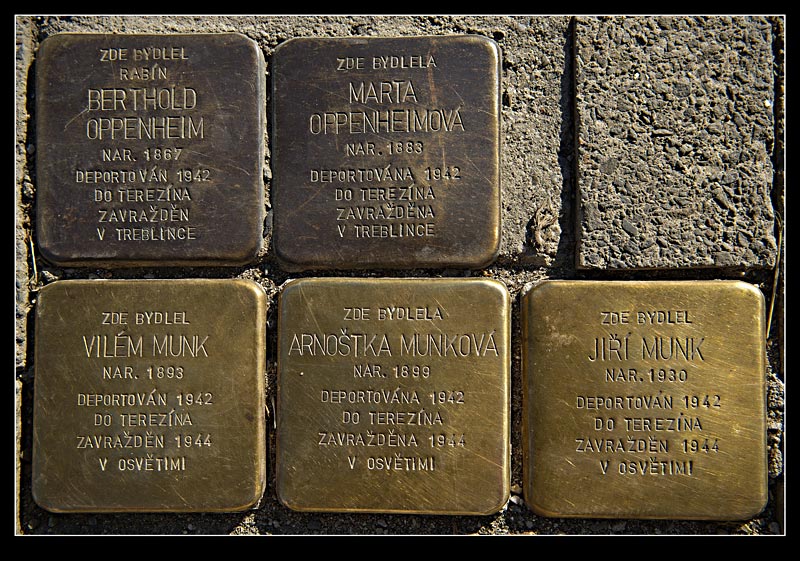 ZDE BYDLEL
RABÍN
BERTHOLD
OPPENHEIM
NAR. 1867
DEPORTOVÁN 1942
DO TEREZÍNA
ZAVRAŽDĚN
V TREBLINCE
ZDE BYDLELA
MARTA
OPPENHEIMOVÁ
NAR. 1883
DEPORTOVÁNA 1942
DO TEREZÍNA
ZAVRAŽDĚNA
V TREBLINCE
ZDE BYDLEL
VILÉM MUNK
NAR. 1893
DEPORTOVÁN 1942
DO TEREZÍNA
ZAVRAŽDĚN 1944
V OSVĚTIMI
ZDE BYDLELA
ARNOŠTKA MUNKOVÁ
NAR. 1899
DEPORTOVÁNA 1942
DO TEREZÍNA
ZAVRAŽDĚNA 1944
V OSVĚTIMI
ZDE BYDLEL
JIŘÍ MUNK
NAR. 1930
DEPORTOVÁN 1942
DO TEREZÍNA
ZAVRAŽDĚN 1944
V OSVĚTIMI